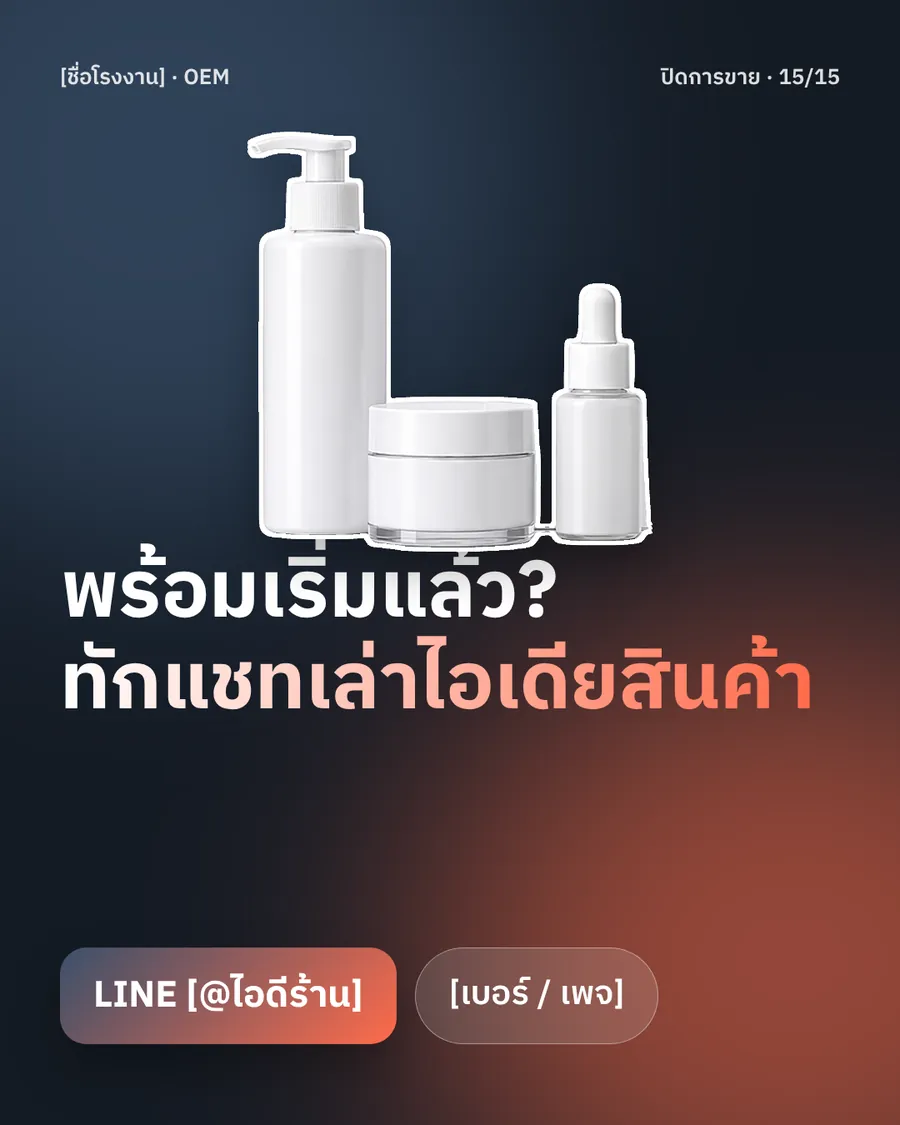 [ชื่อโรงงาน] · OEM
ปิดการขาย · 15/15
พร้อมเริ่มแล้ว?
ทักแชทเล่าไอเดียสินค้า
LINE [@ไอดีร้าน]
[เบอร์ / เพจ]